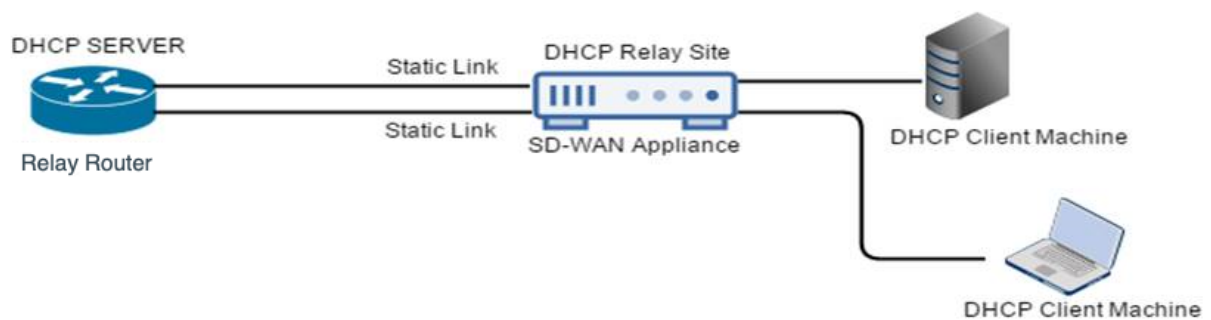 DHCP SERVER
Relay Router
Static Link
Static Link
DHCP Relay Site
SD-WAN Appliance
DHCP Client Machine
DHCP Client Machine